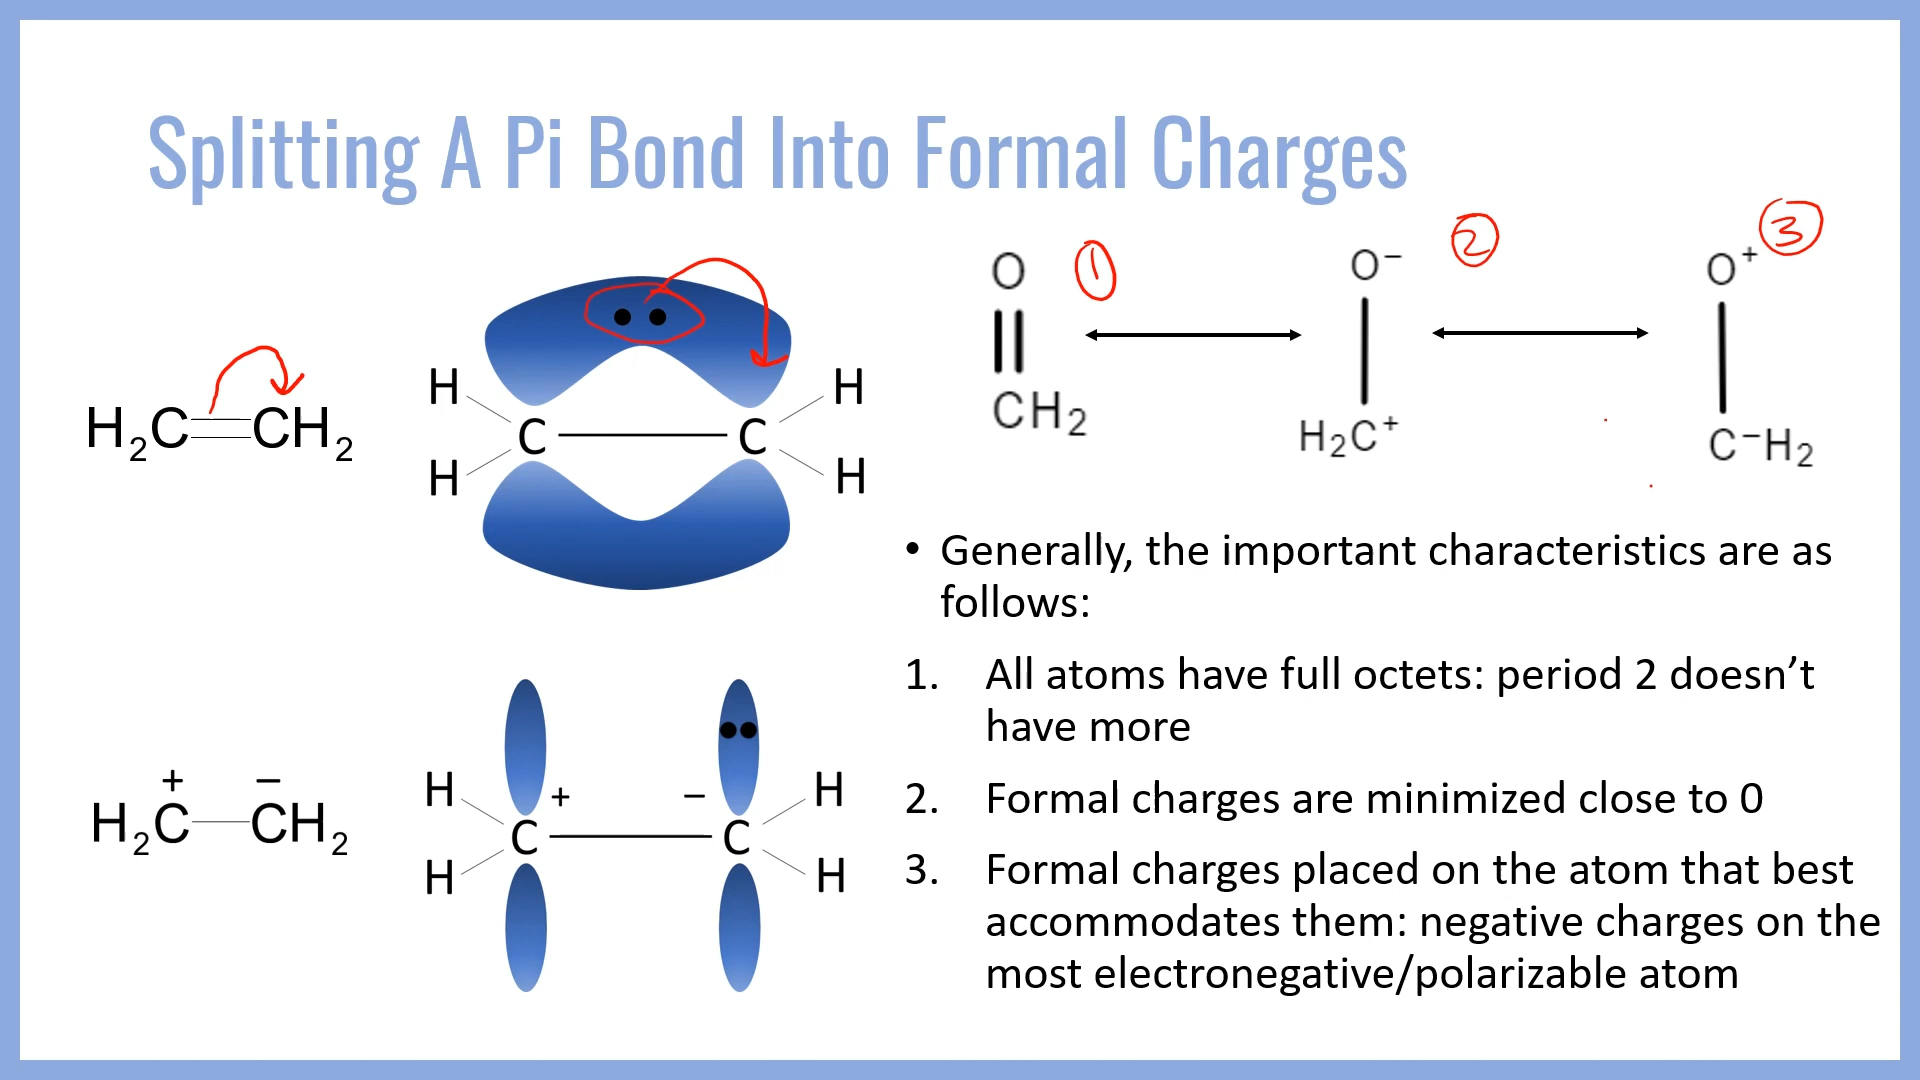 Splitting A Pi Bond Into Formal Charges
H₂C=CH₂
H H
C C
H H
O ①
CH₂
O⁻ ②
H₂C⁺
O⁺ ③
C⁻H₂
• Generally, the important characteristics are as
follows:
1. All atoms have full octets: period 2 doesn’t
have more
2. Formal charges are minimized close to 0
3. Formal charges placed on the atom that best
accommodates them: negative charges on the
most electronegative/polarizable atom
+ −
H₂C—CH₂
H + − H
C C
H H